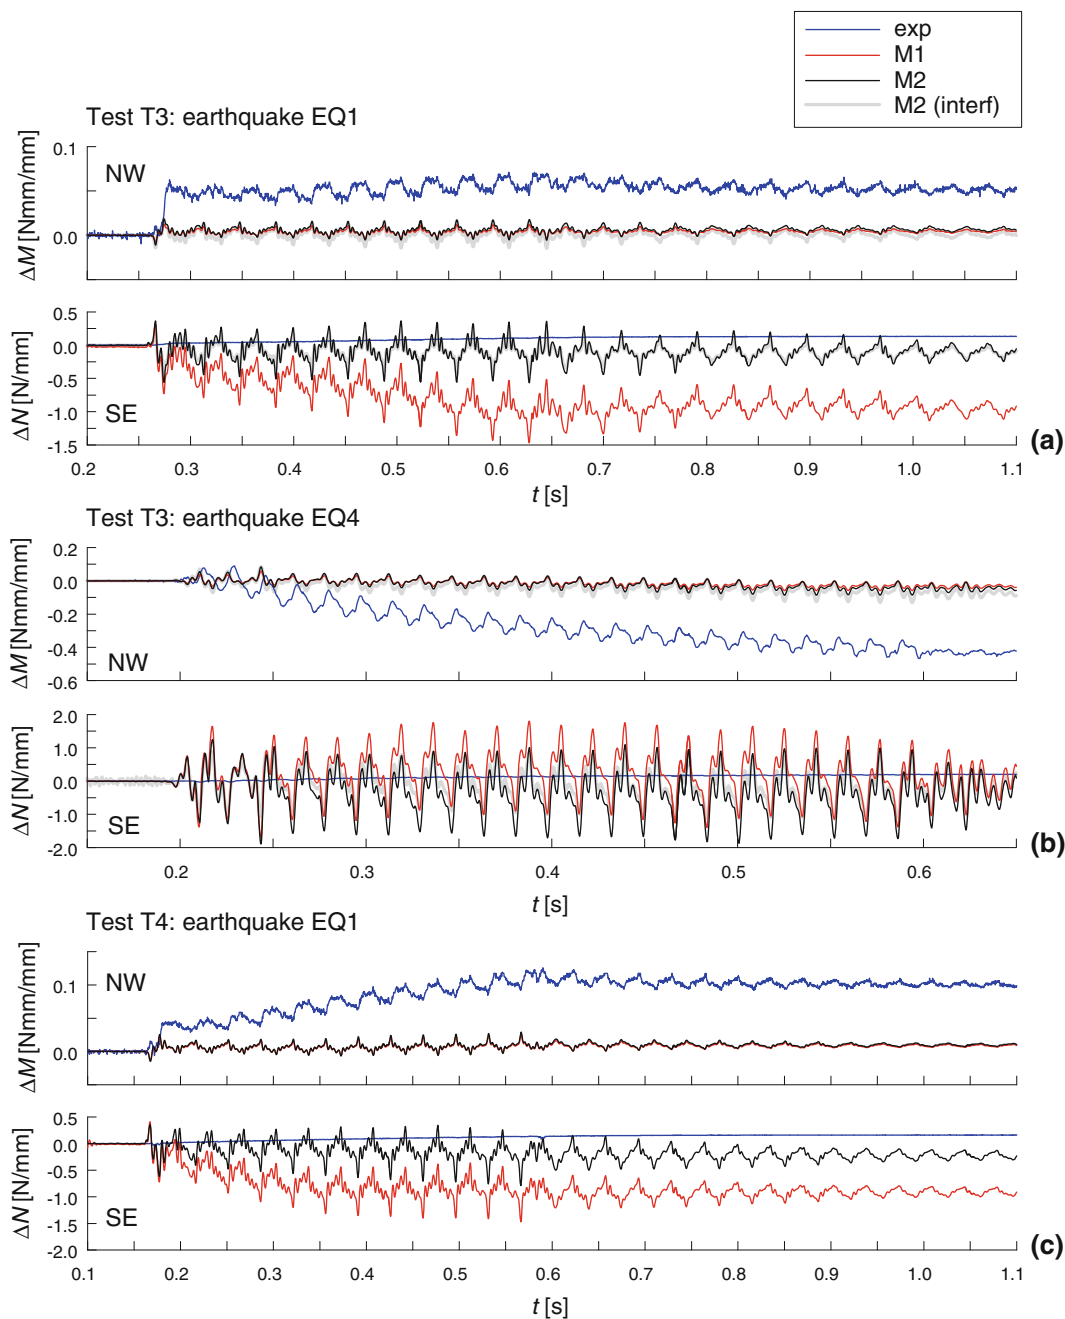 exp
M1
M2
M2 (interf)
Test T3: earthquake EQ1
0.1
NW
0.0
ΔM [Nmm/mm]
0.5
0.0
-0.5
-1.0
-1.5
ΔN [N/mm]
SE
(a)
0.2 0.3 0.4 0.5 0.6 0.7 0.8 0.9 1.0 1.1
t [s]
Test T3: earthquake EQ4
0.2
0.0
-0.2
-0.4
-0.6
ΔM [Nmm/mm]
NW
2.0
1.0
0.0
-1.0
-2.0
ΔN [N/mm]
SE
(b)
0.2 0.3 0.4 0.5 0.6
t [s]
Test T4: earthquake EQ1
NW
0.1
0.0
ΔM [Nmm/mm]
0.5
0.0
-0.5
-1.0
-1.5
-2.0
ΔN [N/mm]
SE
(c)
0.1 0.2 0.3 0.4 0.5 0.6 0.7 0.8 0.9 1.0 1.1
t [s]